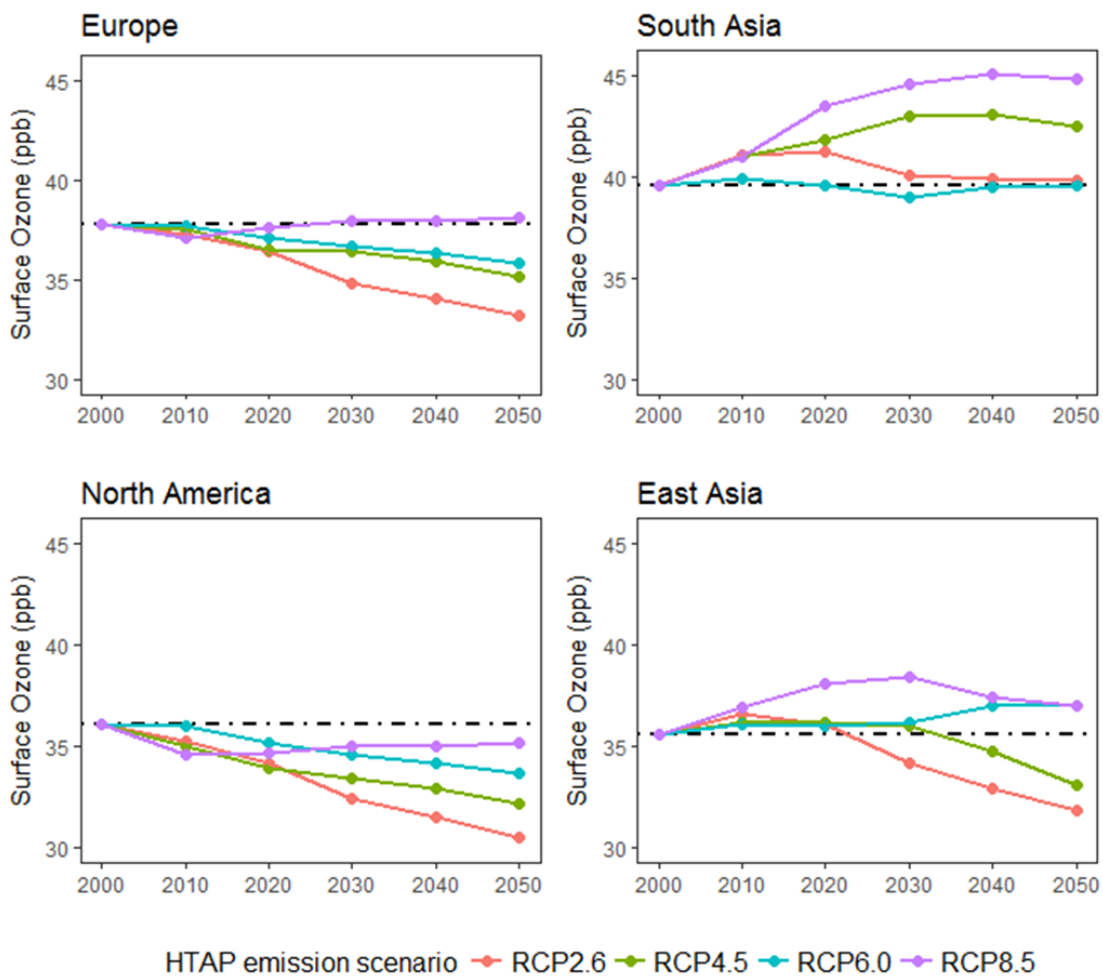 Europe
Surface Ozone (ppb)
45
40
35
30
2000 2010 2020 2030 2040 2050
South Asia
Surface Ozone (ppb)
45
40
35
30
2000 2010 2020 2030 2040 2050
North America
Surface Ozone (ppb)
45
40
35
30
2000 2010 2020 2030 2040 2050
East Asia
Surface Ozone (ppb)
45
40
35
30
2000 2010 2020 2030 2040 2050
HTAP emission scenario RCP2.6 RCP4.5 RCP6.0 RCP8.5